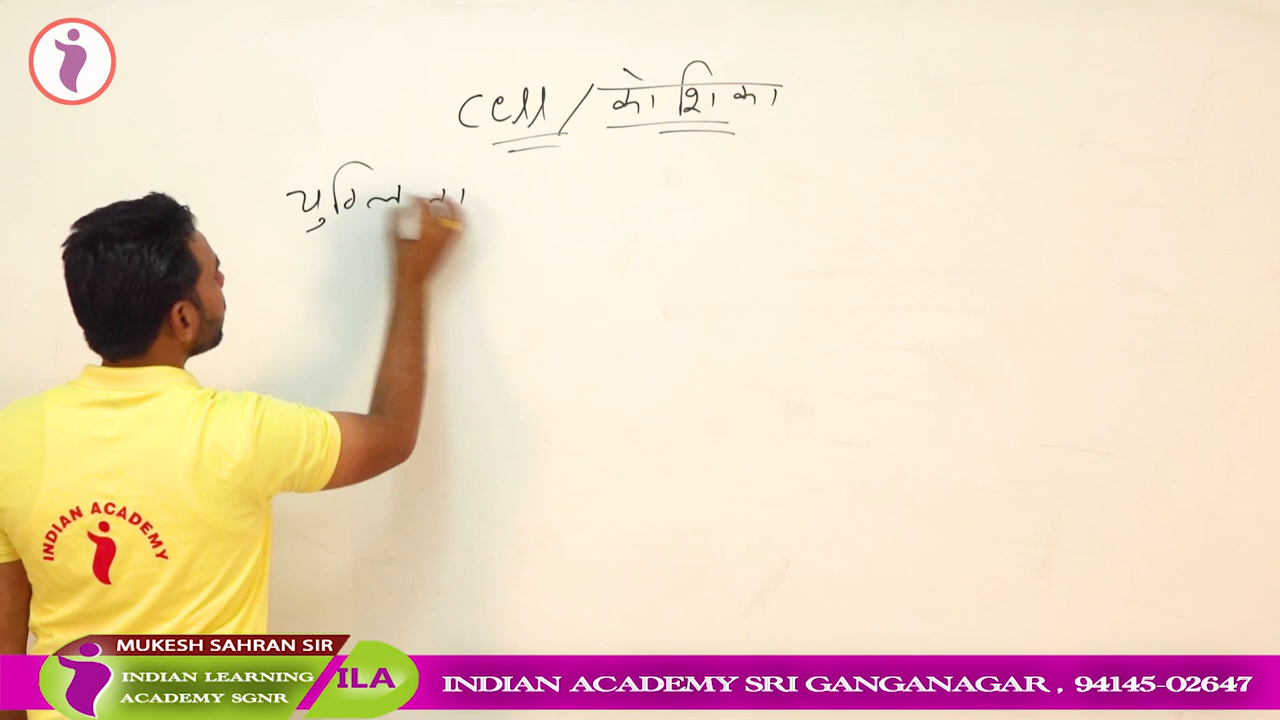 Cell / कोशिका
INDIAN ACADEMY
MUKESH SAHRAN SIR
INDIAN LEARNING
ACADEMY SGNR
ILA
INDIAN ACADEMY SRI GANGANAGAR , 94145-02647